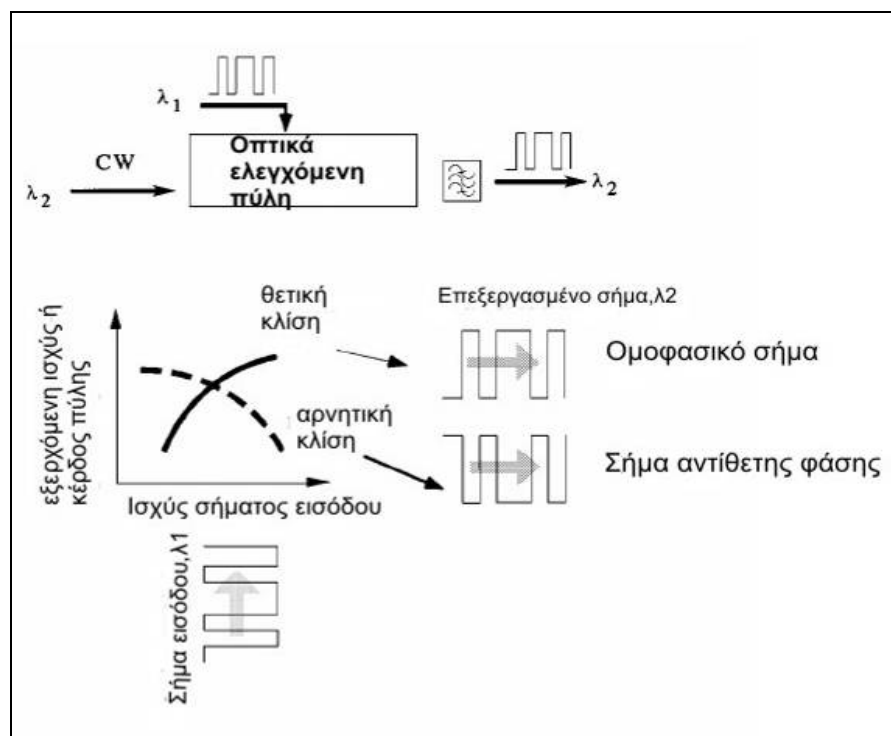 λ1
Οπτικά
ελεγχόμενη
πύλη
CW
λ2
λ2
θετική
κλίση
Επεξεργασμένο σήμα,λ2
Ομοφασικό σήμα
εξερχόμενη ισχύς ή
κέρδος πύλης
αρνητική
κλίση
Σήμα αντίθετης φάσης
Ισχύς σήματος εισόδου
Σήμα εισόδου,λ1